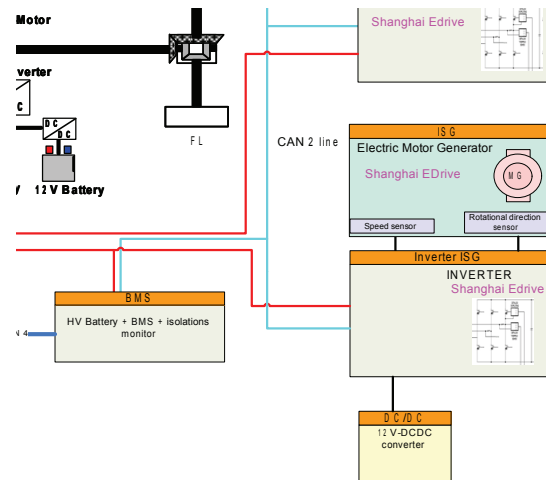 Motor
Shanghai Edrive
verter
C
DC
DC
FL
CAN 2 line
12 V Battery
ISG
Electric Motor Generator
Shanghai EDrive
MG
Speed sensor
Rotational direction
sensor
Inverter ISG
INVERTER
Shanghai Edrive
BMS
HV Battery + BMS + isolations
monitor
4
DC/DC
12 V-DCDC
converter